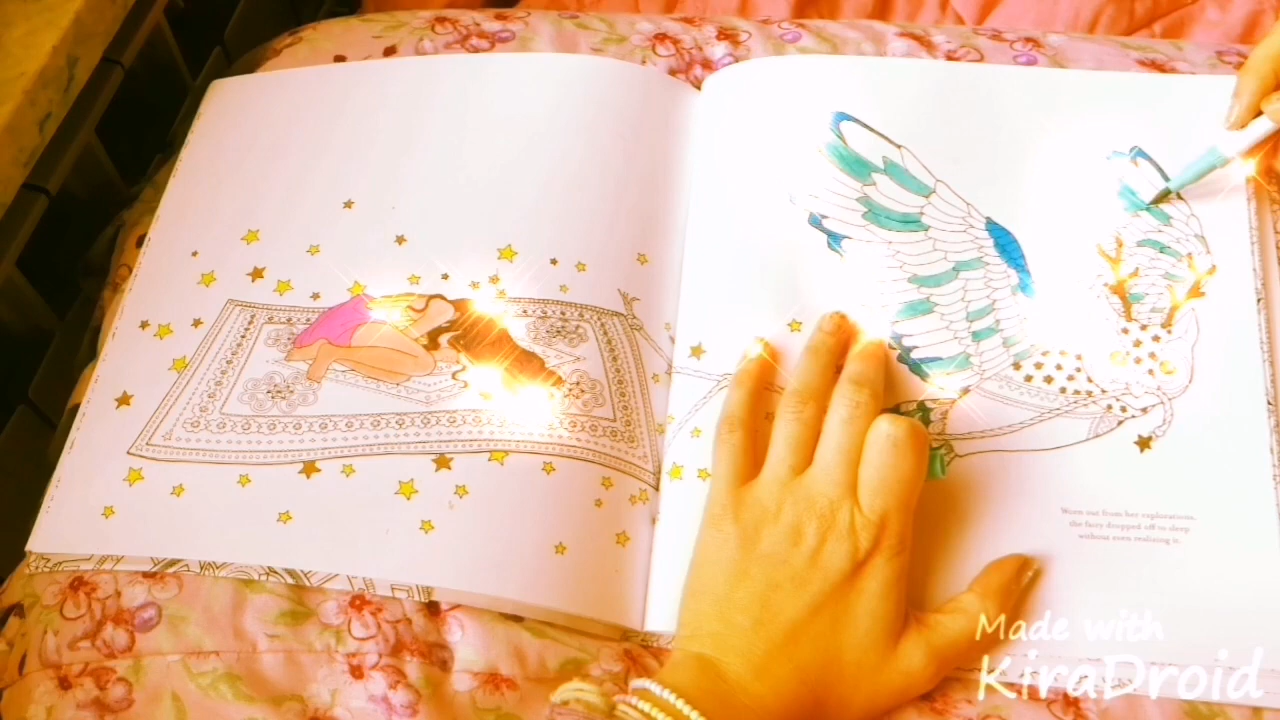 Worn out from her explorations,
the fairy dropped off to sleep
without even realizing it.
Made with
KiraDroid